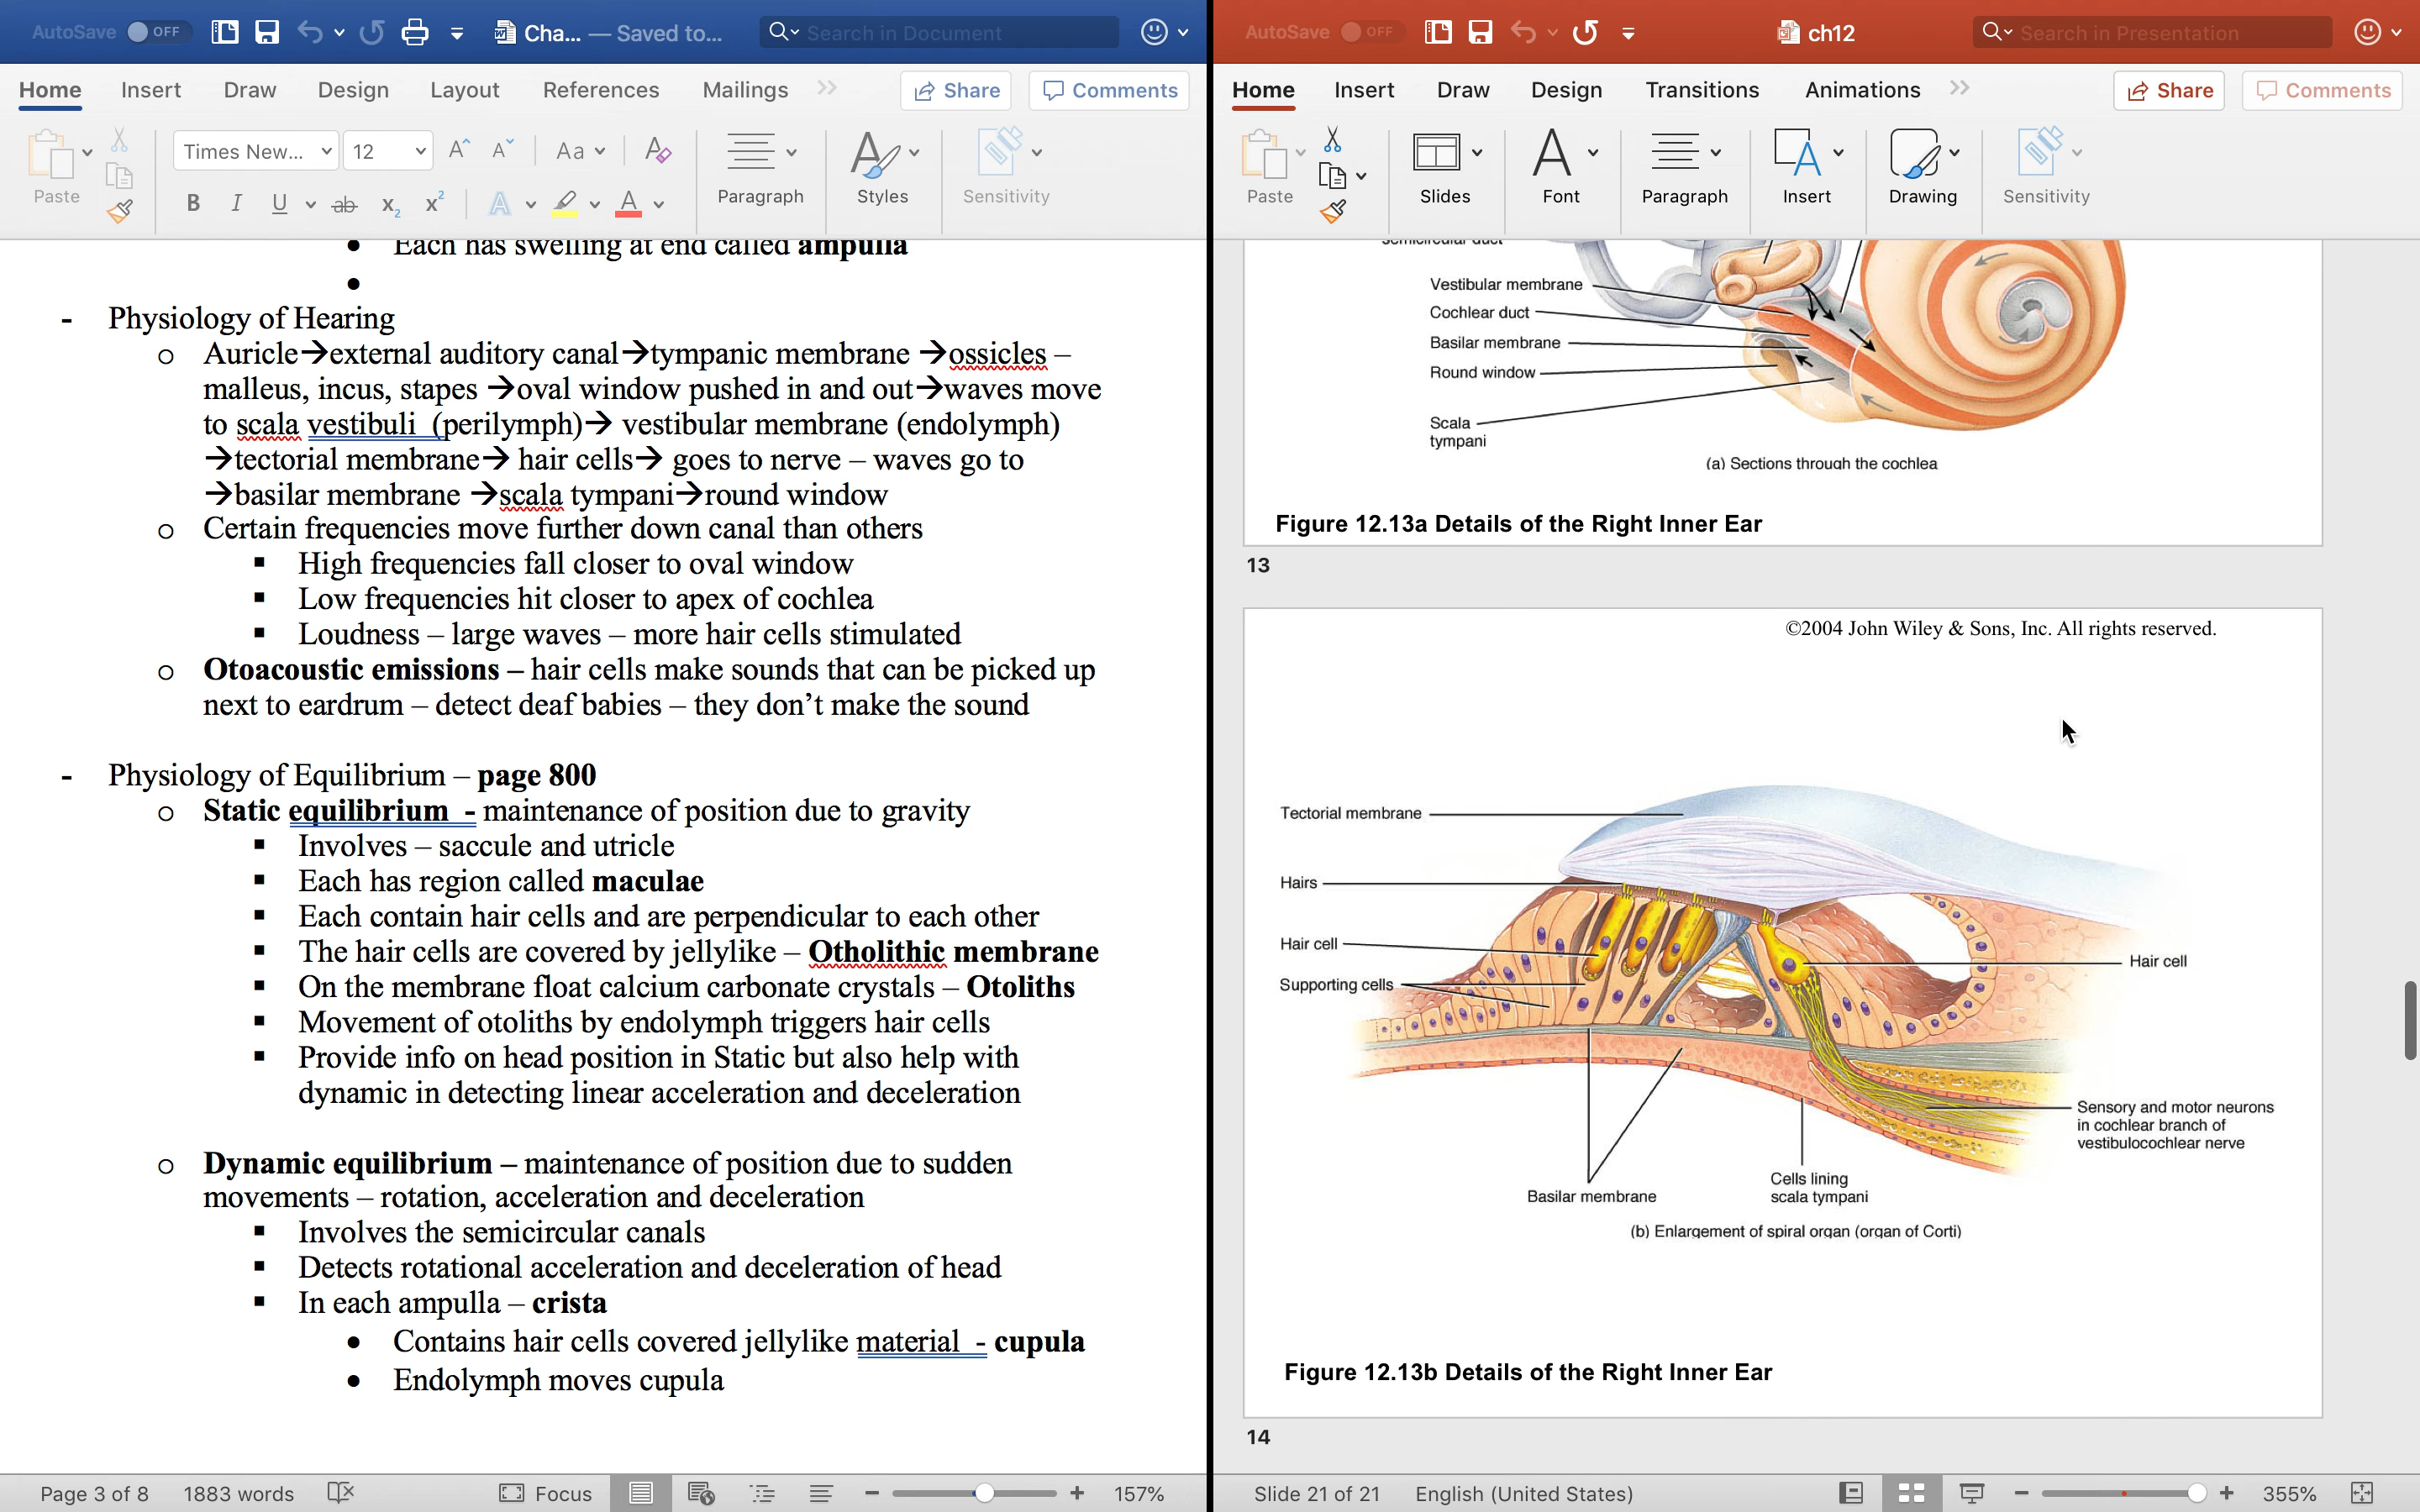 AutoSave OFF Cha... — Saved to... Search in Document
Home Insert Draw Design Layout References Mailings Share Comments
Paste Times New... 12 Aa Paragraph Styles Sensitivity
B I U ab x2 x2 A A
• Each has swelling at end called ampulla
•
- Physiology of Hearing
o Auricle→external auditory canal→tympanic membrane →ossicles –
malleus, incus, stapes →oval window pushed in and out→waves move
to scala vestibuli (perilymph)→ vestibular membrane (endolymph)
→tectorial membrane→ hair cells→ goes to nerve – waves go to
→basilar membrane →scala tympani→round window
o Certain frequencies move further down canal than others
▪ High frequencies fall closer to oval window
▪ Low frequencies hit closer to apex of cochlea
▪ Loudness – large waves – more hair cells stimulated
o Otoacoustic emissions – hair cells make sounds that can be picked up
next to eardrum – detect deaf babies – they don’t make the sound
- Physiology of Equilibrium – page 800
o Static equilibrium - maintenance of position due to gravity
▪ Involves – saccule and utricle
▪ Each has region called maculae
▪ Each contain hair cells and are perpendicular to each other
▪ The hair cells are covered by jellylike – Otholithic membrane
▪ On the membrane float calcium carbonate crystals – Otoliths
▪ Movement of otoliths by endolymph triggers hair cells
▪ Provide info on head position in Static but also help with
dynamic in detecting linear acceleration and deceleration
o Dynamic equilibrium – maintenance of position due to sudden
movements – rotation, acceleration and deceleration
▪ Involves the semicircular canals
▪ Detects rotational acceleration and deceleration of head
▪ In each ampulla – crista
• Contains hair cells covered jellylike material - cupula
• Endolymph moves cupula
Page 3 of 8 1883 words Focus 157%
AutoSave OFF ch12 Search in Presentation
Home Insert Draw Design Transitions Animations Share Comments
Paste Slides Font Paragraph Insert Drawing Sensitivity
semicircular duct
Vestibular membrane
Cochlear duct
Basilar membrane
Round window
Scala
tympani
(a) Sections through the cochlea
Figure 12.13a Details of the Right Inner Ear
13
©2004 John Wiley & Sons, Inc. All rights reserved.
Tectorial membrane
Hairs
Hair cell
Hair cell
Supporting cells
Sensory and motor neurons
in cochlear branch of
vestibulocochlear nerve
Cells lining
scala tympani
Basilar membrane
(b) Enlargement of spiral organ (organ of Corti)
Figure 12.13b Details of the Right Inner Ear
14
Slide 21 of 21 English (United States) 355%